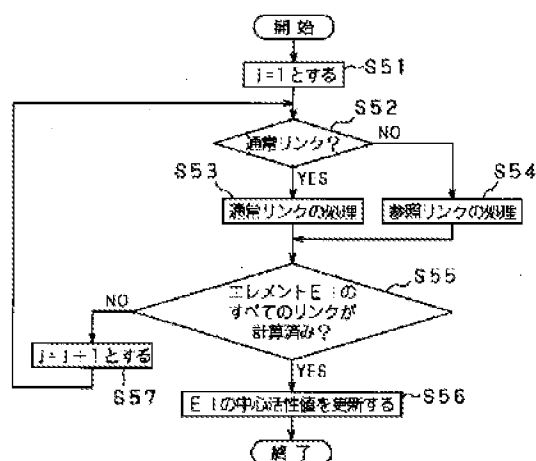 開始
j=1とする
S51
S52
通常リンク?
NO
YES
S53
S54
通常リンクの処理
参照リンクの処理
S55
エレメントEiの
すべてのリンクが
計算済み?
NO
YES
j=j+1とする
S57
Eiの中心活性値を更新する
S56
終了